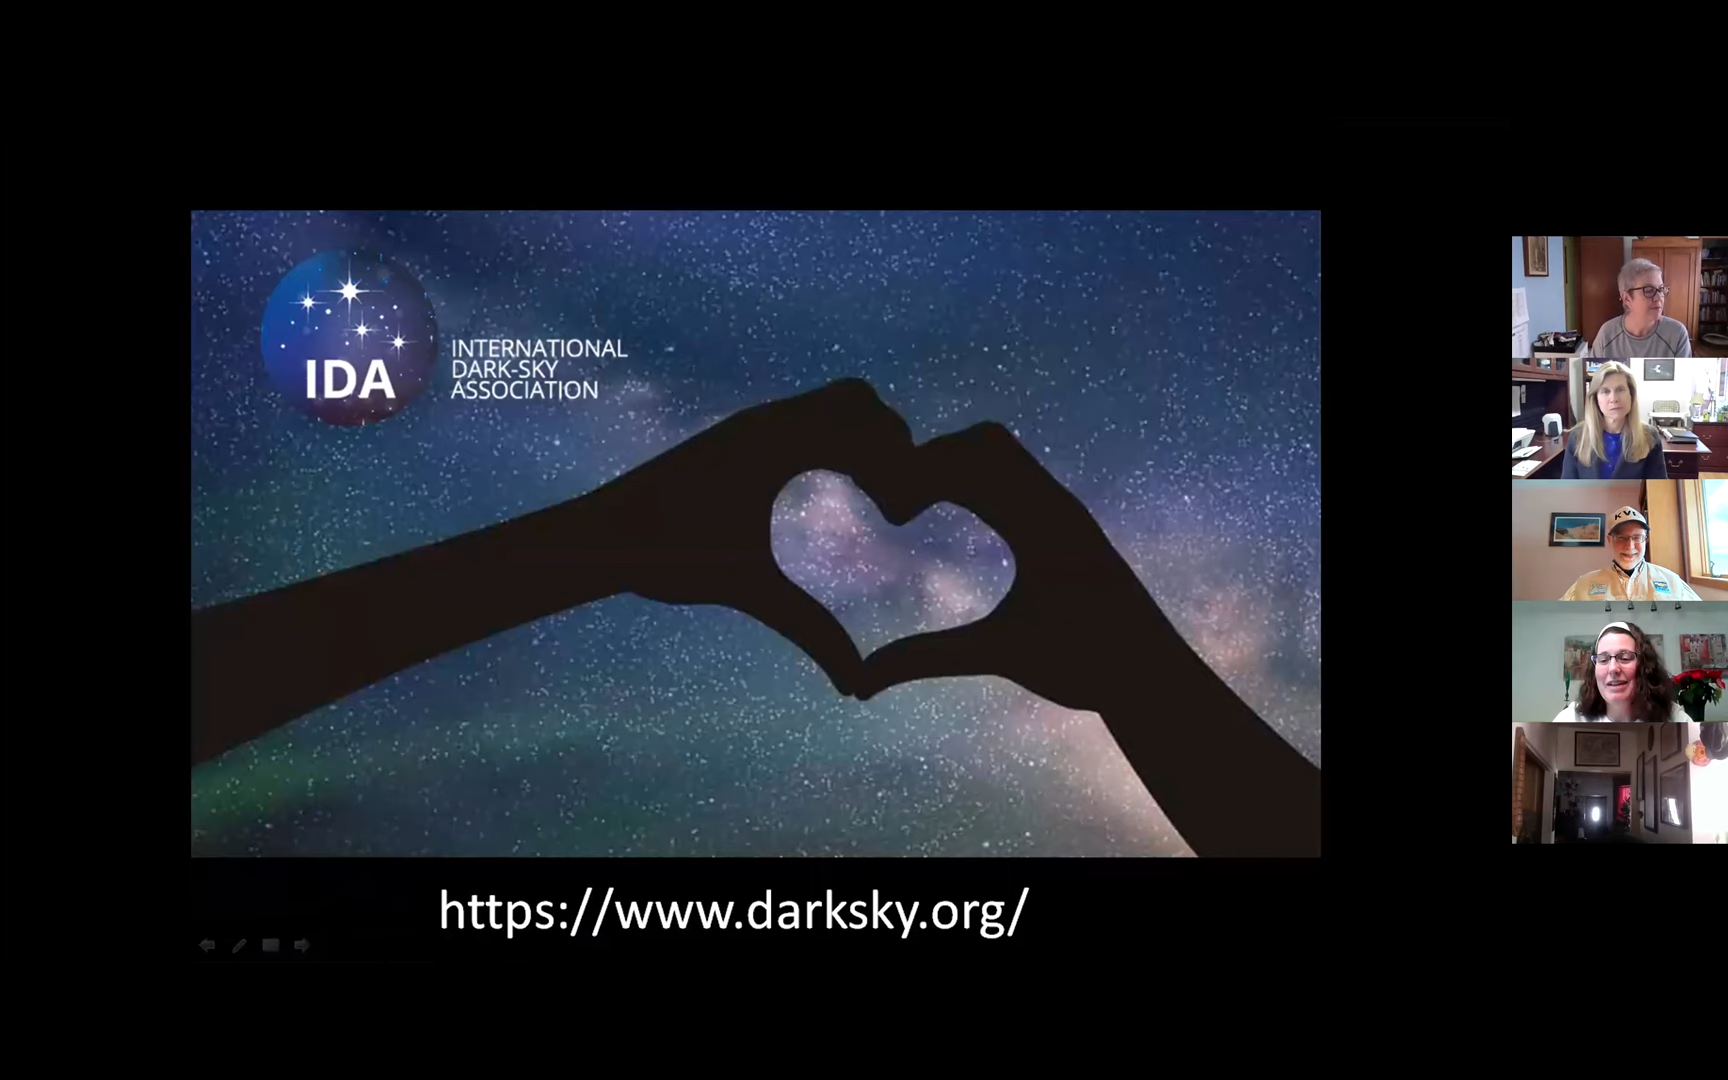 IDA
INTERNATIONAL
DARK-SKY
ASSOCIATION
https://www.darksky.org/